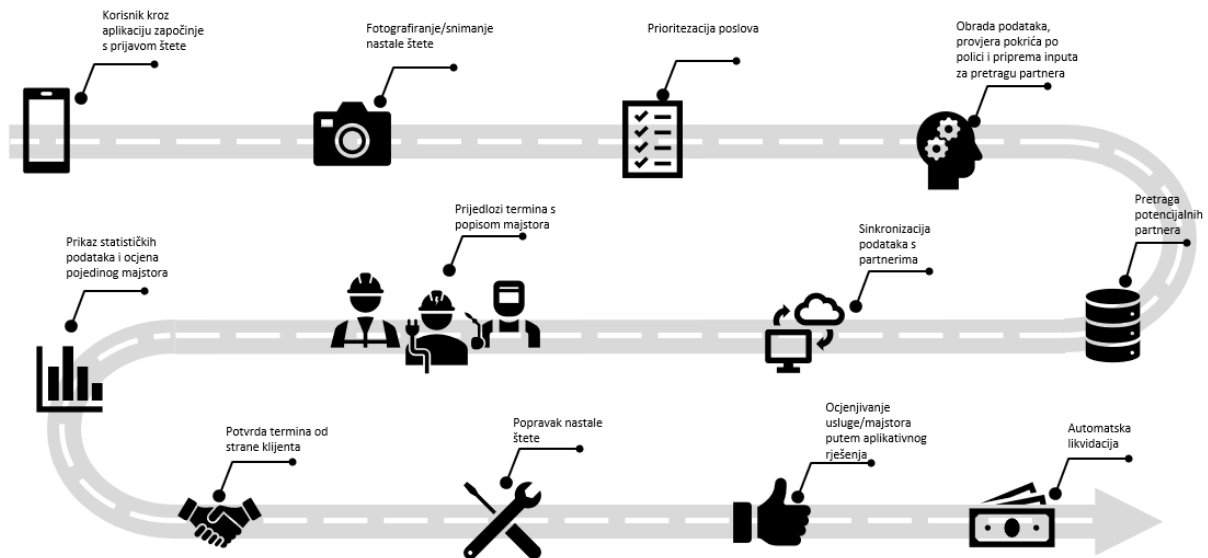 Korisnik kroz
aplikaciju započinje
s prijavom štete
Fotografiranje/snimanje
nastale štete
Prioritezacija poslova
Obrada podataka,
provjera pokrića po
polici i priprema inputa
za pretragu partnera
Pretraga
potencijalnih
partnera
Sinkronizacija
podataka s
partnerima
Prijedlozi termina s
popisom majstora
Prikaz statističkih
podataka i ocjena
pojedinog majstora
Potvrda termina od
strane klijenta
Popravak nastale
štete
Ocjenjivanje
usluge/majstora
putem aplikativnog
rješenja
Automatska
likvidacija